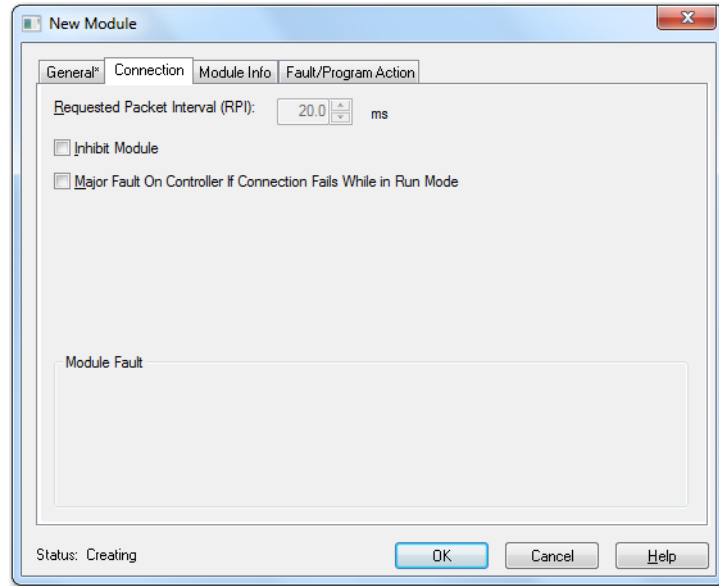 New Module
General* Connection Module Info Fault/Program Action
Requested Packet Interval (RPI): 20.0 ms
Inhibit Module
Major Fault On Controller If Connection Fails While in Run Mode
Module Fault
Status: Creating OK Cancel Help